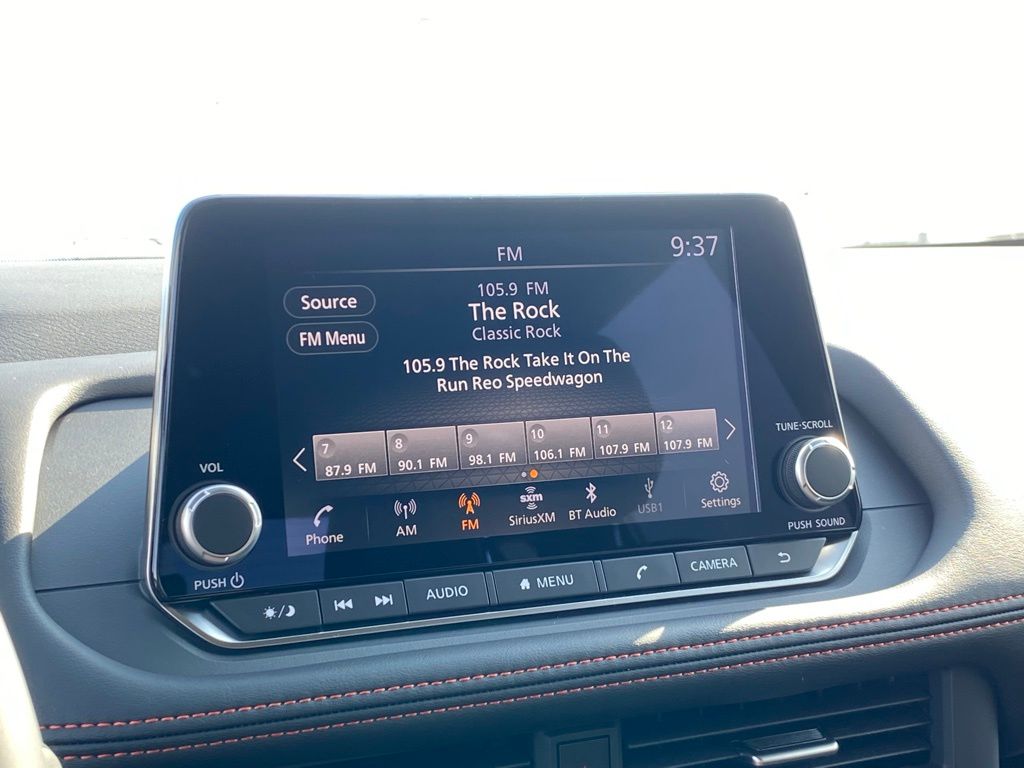 FM
9:37
105.9 FM
Source
The Rock
FM Menu
Classic Rock
105.9 The Rock Take It On The
Run Reo Speedwagon
7
8
9
10
11
12
87.9 FM
90.1 FM
98.1 FM
106.1 FM
107.9 FM
107.9 FM
TUNE·SCROLL
VOL
Phone
AM
FM
sxm
SiriusXM
BT Audio
USB1
Settings
PUSH SOUND
PUSH
AUDIO
MENU
CAMERA